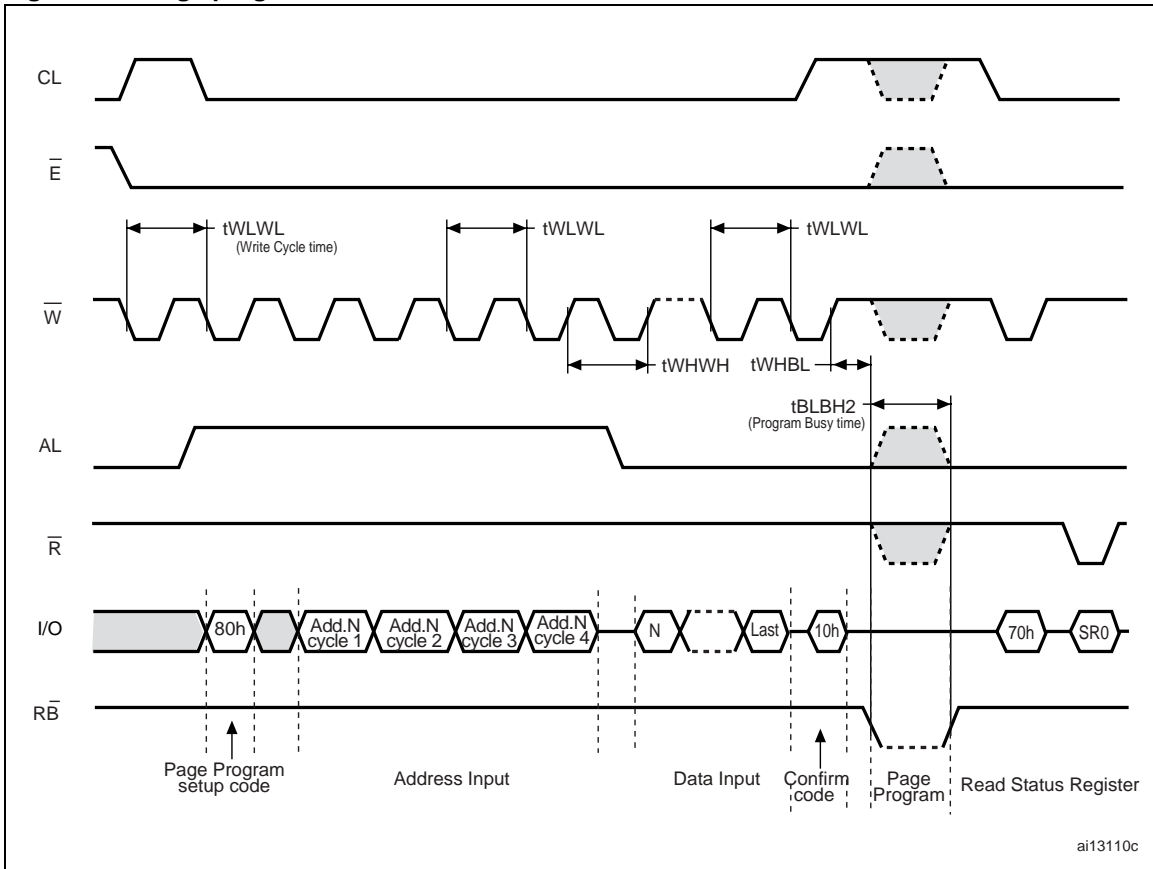 CL
E
tWLWL
(Write Cycle time)
tWLWL
tWLWL
W
tWHWH
tWHBL
tBLBH2
(Program Busy time)
AL
R
I/O
80h
Add.N
cycle 1
Add.N
cycle 2
Add.N
cycle 3
Add.N
cycle 4
N
Last
10h
70h
SR0
RB
Page Program
setup code
Address Input
Data Input
Confirm
code
Page
Program
Read Status Register
ai13110c